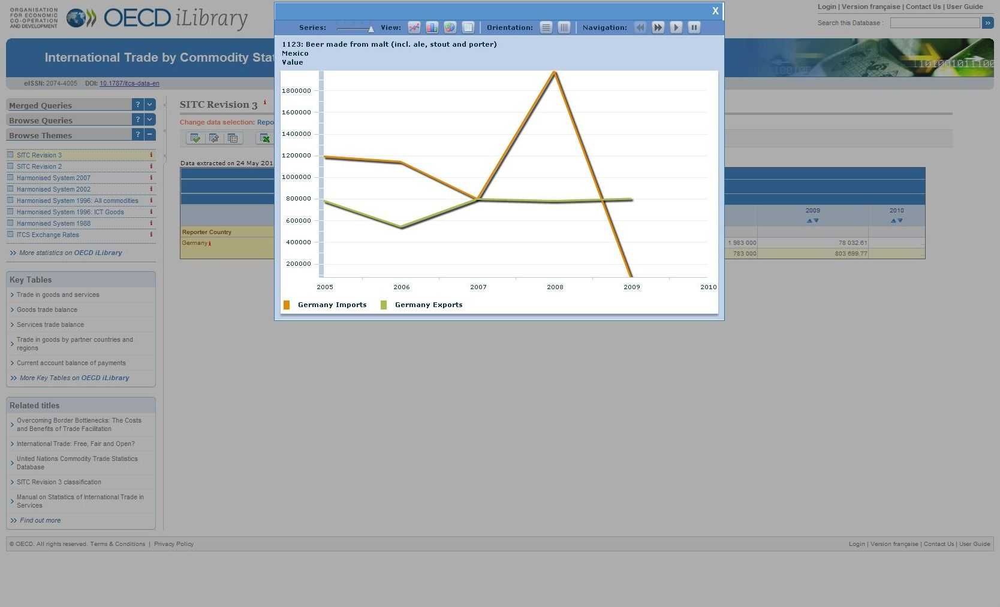 ORGANISATION
FOR ECONOMIC
CO-OPERATION
AND DEVELOPMENT
OECD iLibrary
Login | Version française | Contact Us | User Guide
Search this Database :
International Trade by Commodity Stat
eISSN: 2074-4005 DOI: 10.1787/itcs-data-en
Merged Queries ?
Browse Queries ?
Browse Themes ?
SITC Revision 3 i
SITC Revision 2 i
Harmonised System 2007 i
Harmonised System 2002 i
Harmonised System 1996: All commodities i
Harmonised System 1996: ICT Goods i
Harmonised System 1988 i
ITCS Exchange Rates i
More statistics on OECD iLibrary
Key Tables
Trade in goods and services
Goods trade balance
Services trade balance
Trade in goods by partner countries and
regions
Current account balance of payments
More Key Tables on OECD iLibrary
Related titles
Overcoming Border Bottlenecks: The Costs
and Benefits of Trade Facilitation
International Trade: Free, Fair and Open?
United Nations Commodity Trade Statistics
Database
SITC Revision 3 classification
Manual on Statistics of International Trade in
Services
Find out more
SITC Revision 3 i
Change data selection: Repo
Data extracted on 24 May 201
Reporter Country
Germany i
2009 2010
1 983 000 78 032.61 ..
783 000 803 699.77 ..
X
Series: View: Orientation: Navigation:
1123: Beer made from malt (incl. ale, stout and porter)
Mexico
Value
1800000
1600000
1400000
1200000
1000000
800000
600000
400000
200000
2005 2006 2007 2008 2009 2010
Germany Imports Germany Exports
© OECD. All rights reserved. Terms & Conditions | Privacy Policy
Login | Version française | Contact Us | User Guide